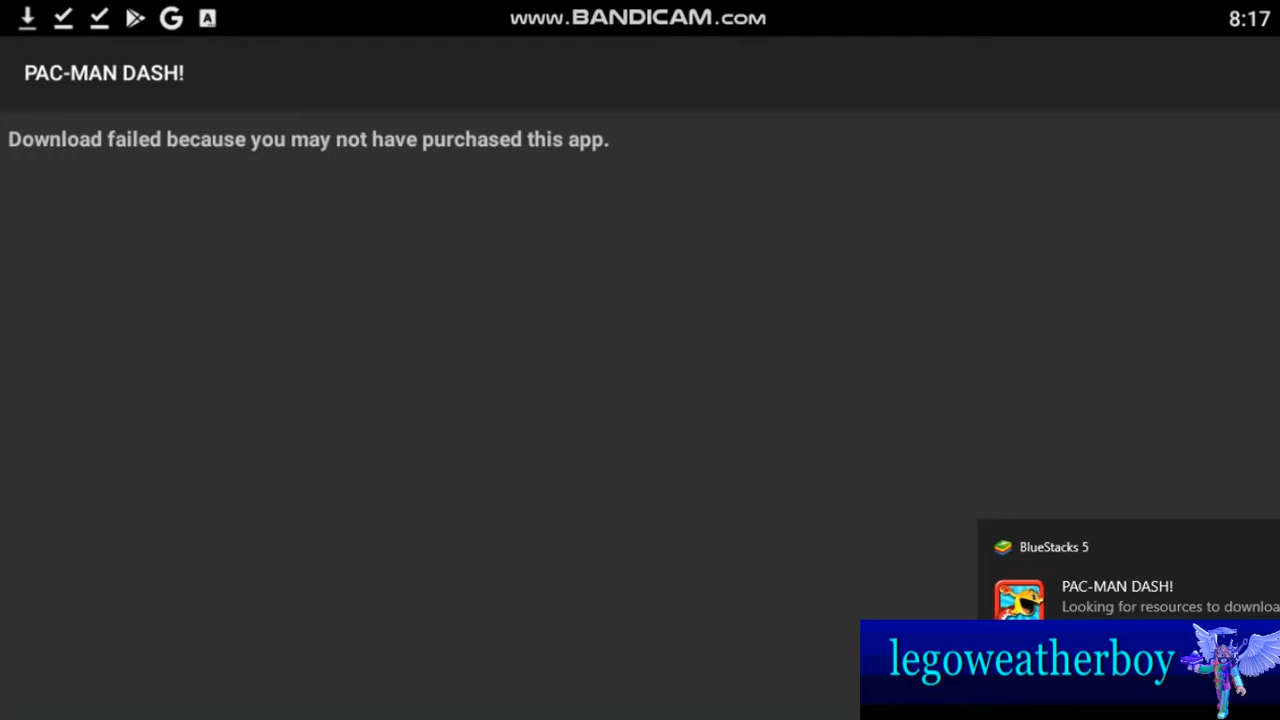 www.BANDICAM.com
8:17
PAC-MAN DASH!
Download failed because you may not have purchased this app.
BlueStacks 5
PAC-MAN DASH!
Looking for resources to downloa
legoweatherboy